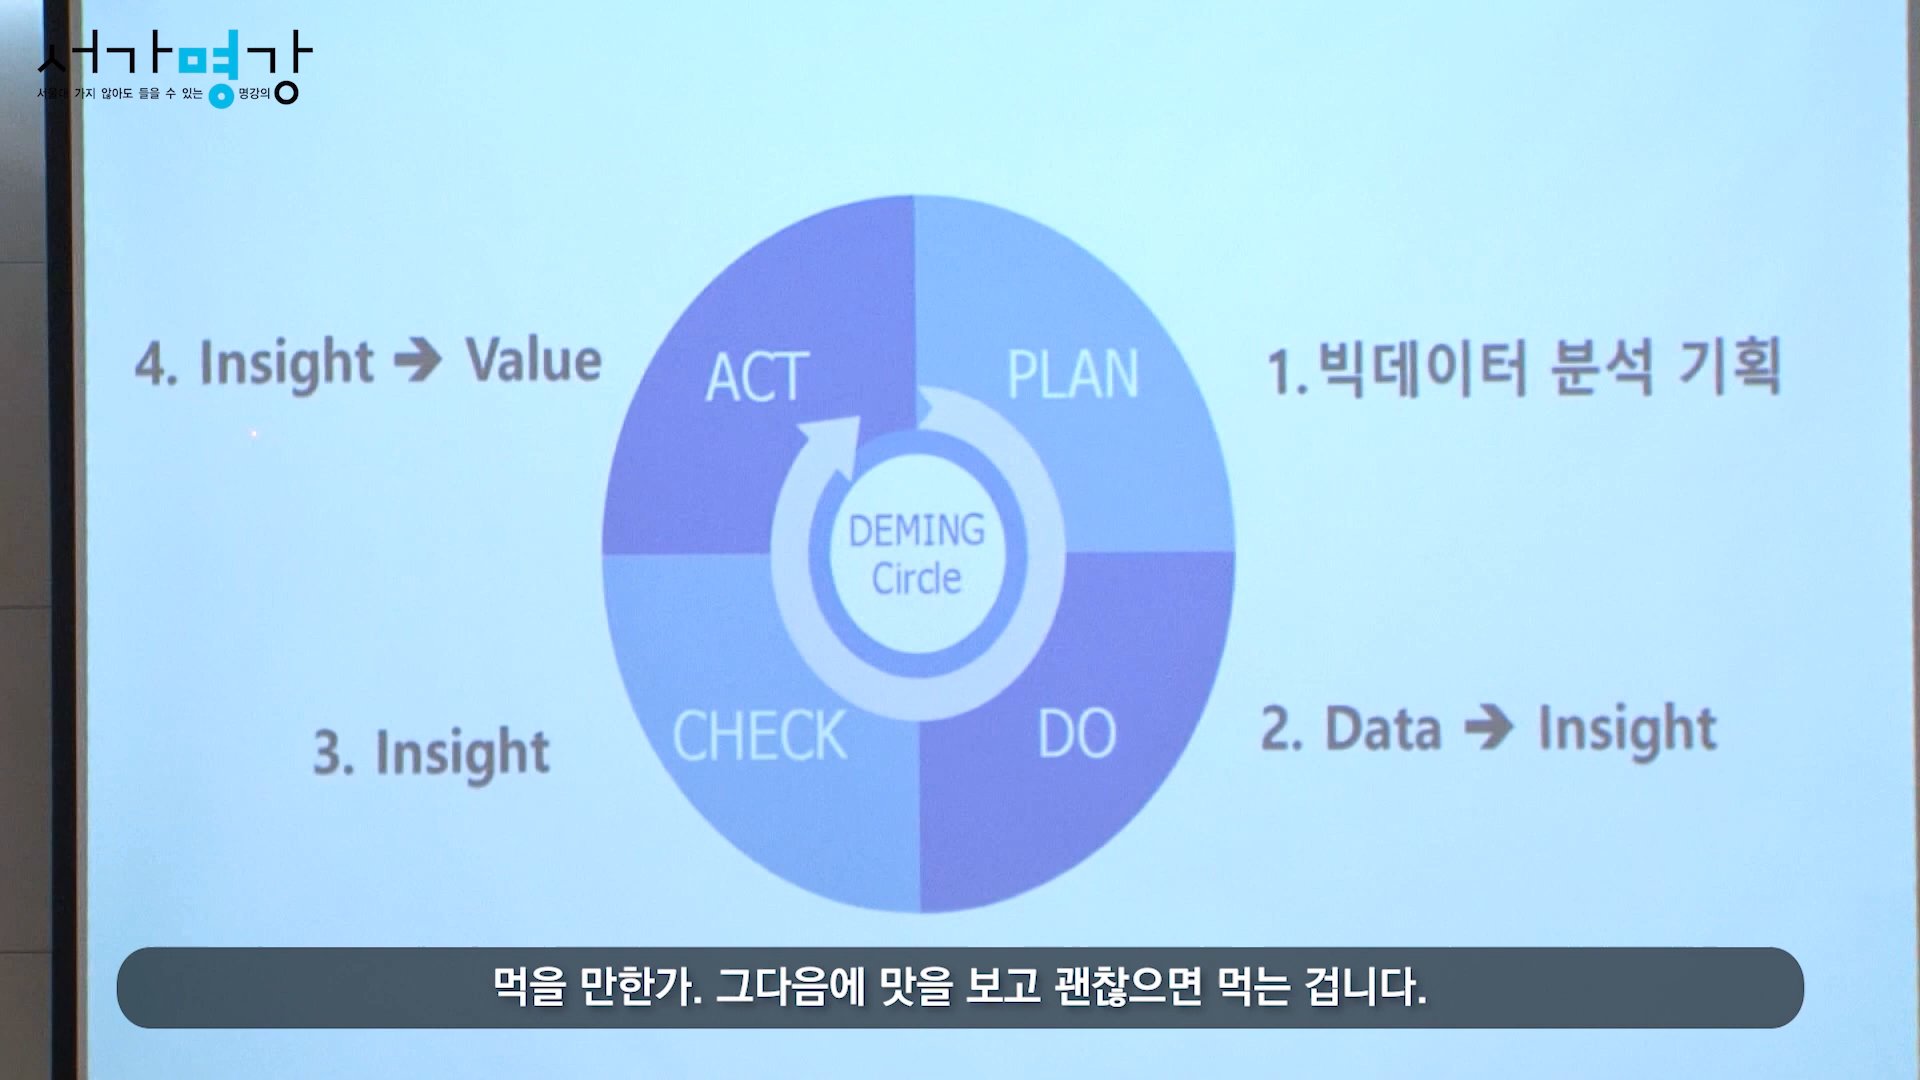 서가명강
서울대 가지 않아도 들을 수 있는 명강의
4. Insight ➔ Value
ACT
PLAN
1. 빅데이터 분석 기획
DEMING
Circle
3. Insight
CHECK
DO
2. Data ➔ Insight
먹을 만한가. 그다음에 맛을 보고 괜찮으면 먹는 겁니다.